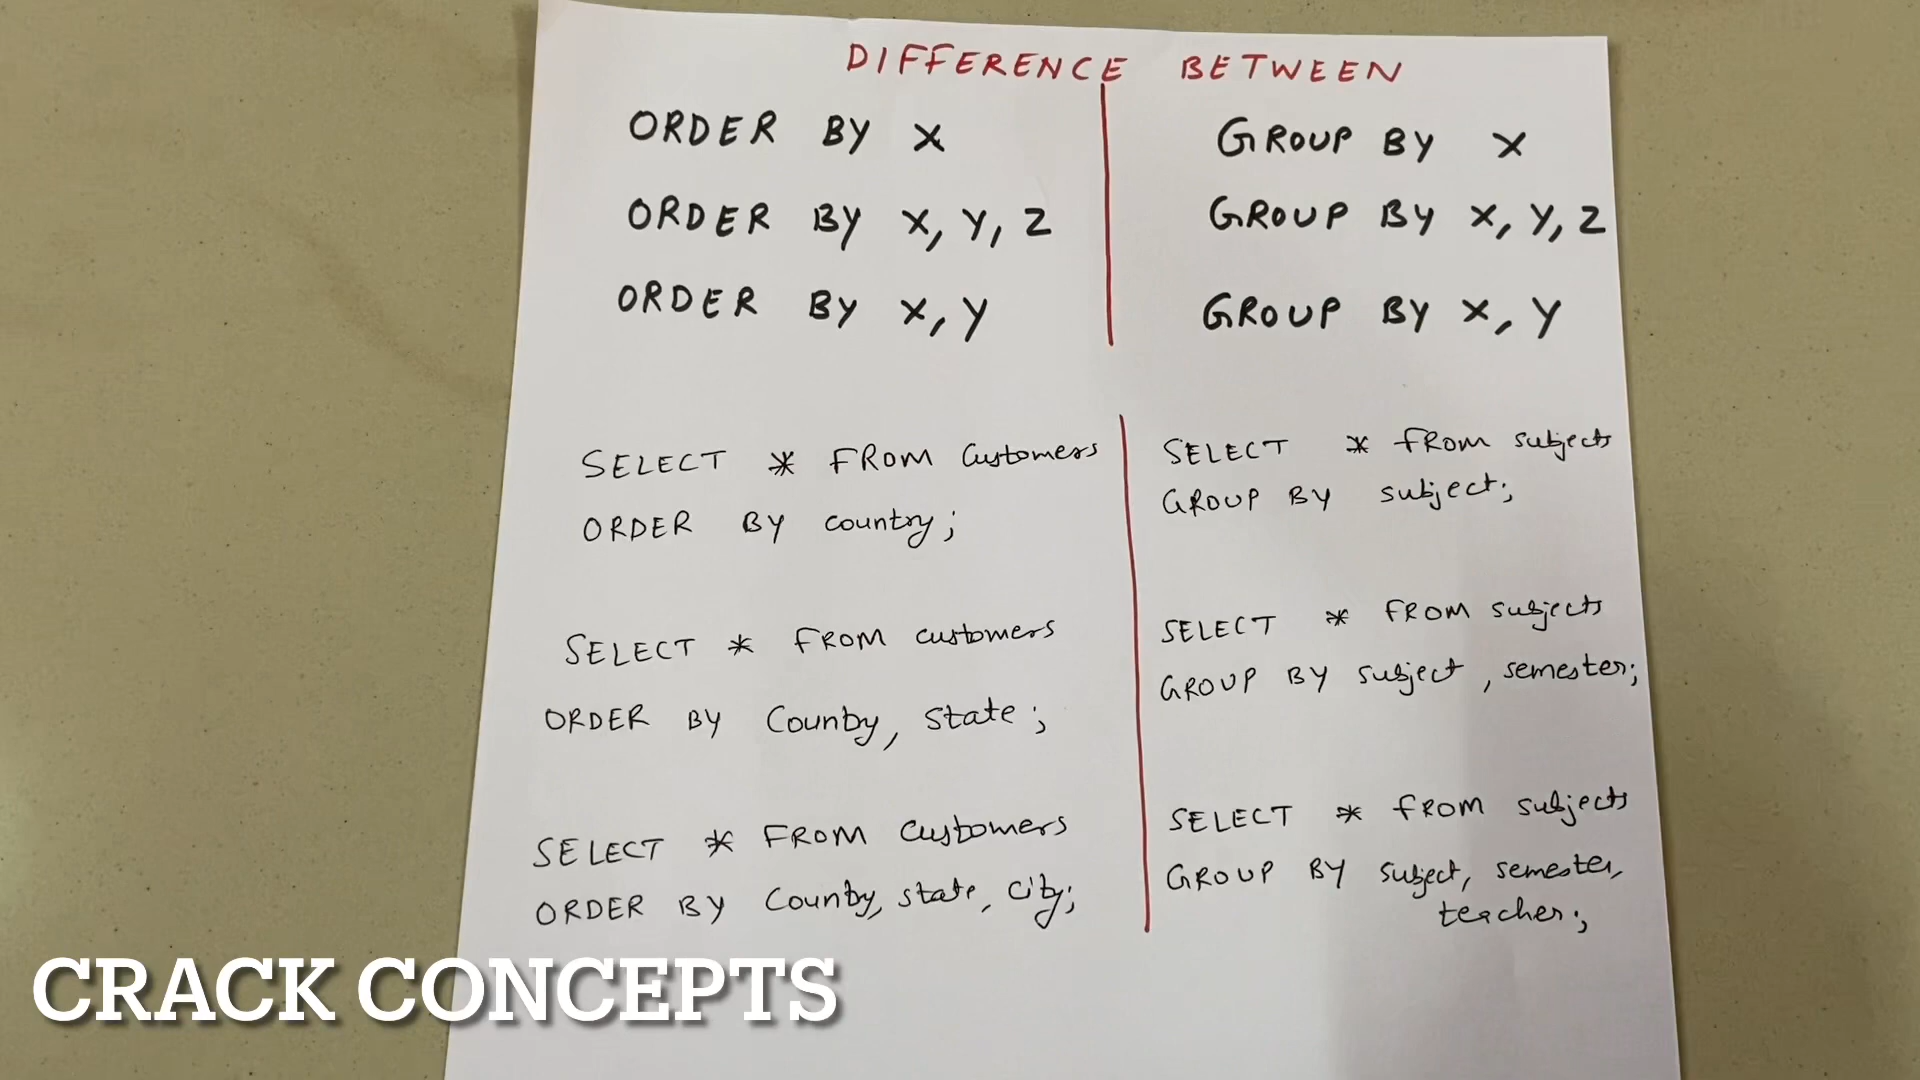 DIFFERENCE BETWEEN
ORDER BY X
ORDER BY X, Y, Z
ORDER BY X, Y
GROUP BY X
GROUP BY X, Y, Z
GROUP BY X, Y
SELECT * FROM Customers
ORDER BY country;
SELECT * FROM customers
ORDER BY County, state;
SELECT * FROM customers
ORDER BY County, state, city;
SELECT * FROM subjects
GROUP BY subject;
SELECT * FROM subjects
GROUP BY subject, semester;
SELECT * FROM subjects
GROUP BY subject, semester,
teacher;
CRACK CONCEPTS